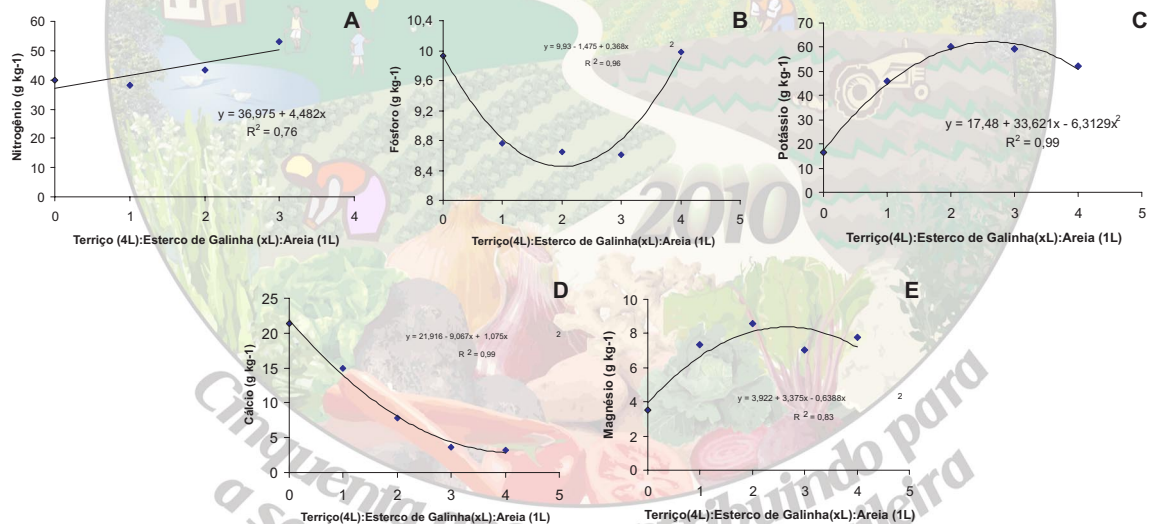 A
Nitrogênio (g kg-1)
60
50
40
30
20
10
0
0 1 2 3 4
y = 36,975 + 4,482x
R² = 0,76
Terriço (4L):Esterco de Galinha (xL):Areia (1L)
B
Fósforo (g kg-1)
10,4
10
9,6
9,2
8,8
8,4
8
0 1 2 3 4 5
y = 9,93 - 1,475 + 0,368x 2
R 2 = 0,96
Terriço(4L):Esterco de Galinha(xL):Areia (1L)
C
Potássio (g kg-1)
70
60
50
40
30
20
10
0
0 1 2 3 4 5
y = 17,48 + 33,621x - 6,3129x²
R² = 0,99
Terriço(4L):Esterco de Galinha(xL):Areia (1L)
2010
D
Cálcio (g kg-1)
25
20
15
10
5
0
0 1 2 3 4 5
y = 21,916 - 9,067x + 1,075x 2
R 2 = 0,99
Terriço(4L):Esterco de Galinha(xL):Areia (1L)
E
Magnésio (g kg-1)
10
8
6
4
2
0
0 1 2 3 4 5
y = 3,922 + 3,375x - 0,6388x 2
R 2 = 0,83
Terriço(4L):Esterco de Galinha(xL):Areia (1L)
Cinquenta
para